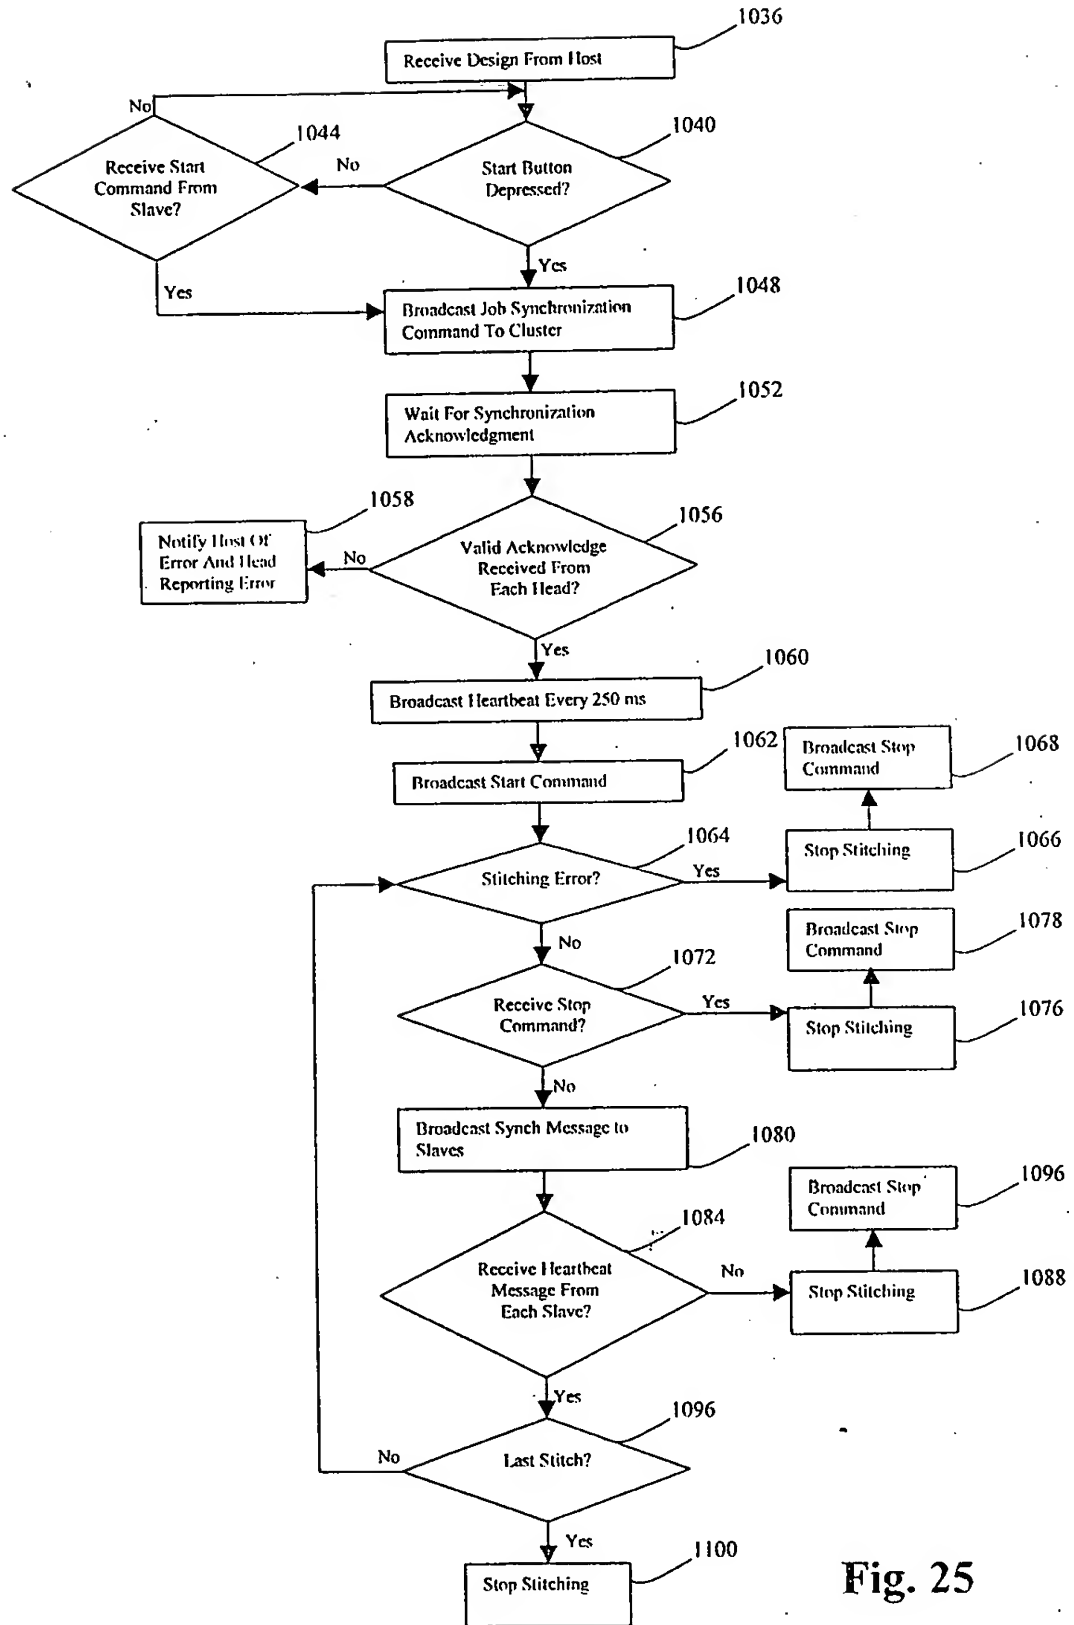 1036
Receive Design From Host
No
1044
1040
Receive Start
Command From
Slave?
No
Start Button
Depressed?
Yes
Yes
1048
Broadcast Job Synchronization
Command To Cluster
1052
Wait For Synchronization
Acknowledgment
1058
1056
Notify Host Of
Error And Head
Reporting Error
No
Valid Acknowledge
Received From
Each Head?
Yes
1060
Broadcast Heartbeat Every 250 ms
1062
Broadcast Start Command
Broadcast Stop
Command
1068
1064
Stitching Error?
Yes
Stop Stitching
1066
No
Broadcast Stop
Command
1078
1072
Receive Stop
Command?
Yes
Stop Stitching
1076
No
Broadcast Synch Message to
Slaves
1080
Broadcast Stop
Command
1096
1084
Receive Heartbeat
Message From
Each Slave?
No
Stop Stitching
1088
Yes
1096
No
Last Stitch?
Yes
1100
Stop Stitching
Fig. 25